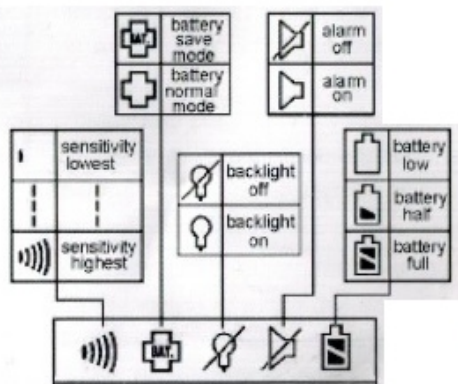 BAT.
battery
save
mode
battery
normal
mode
alarm
off
alarm
on
sensitivity
lowest
sensitivity
highest
backlight
off
backlight
on
battery
low
battery
half
battery
full
BAT.